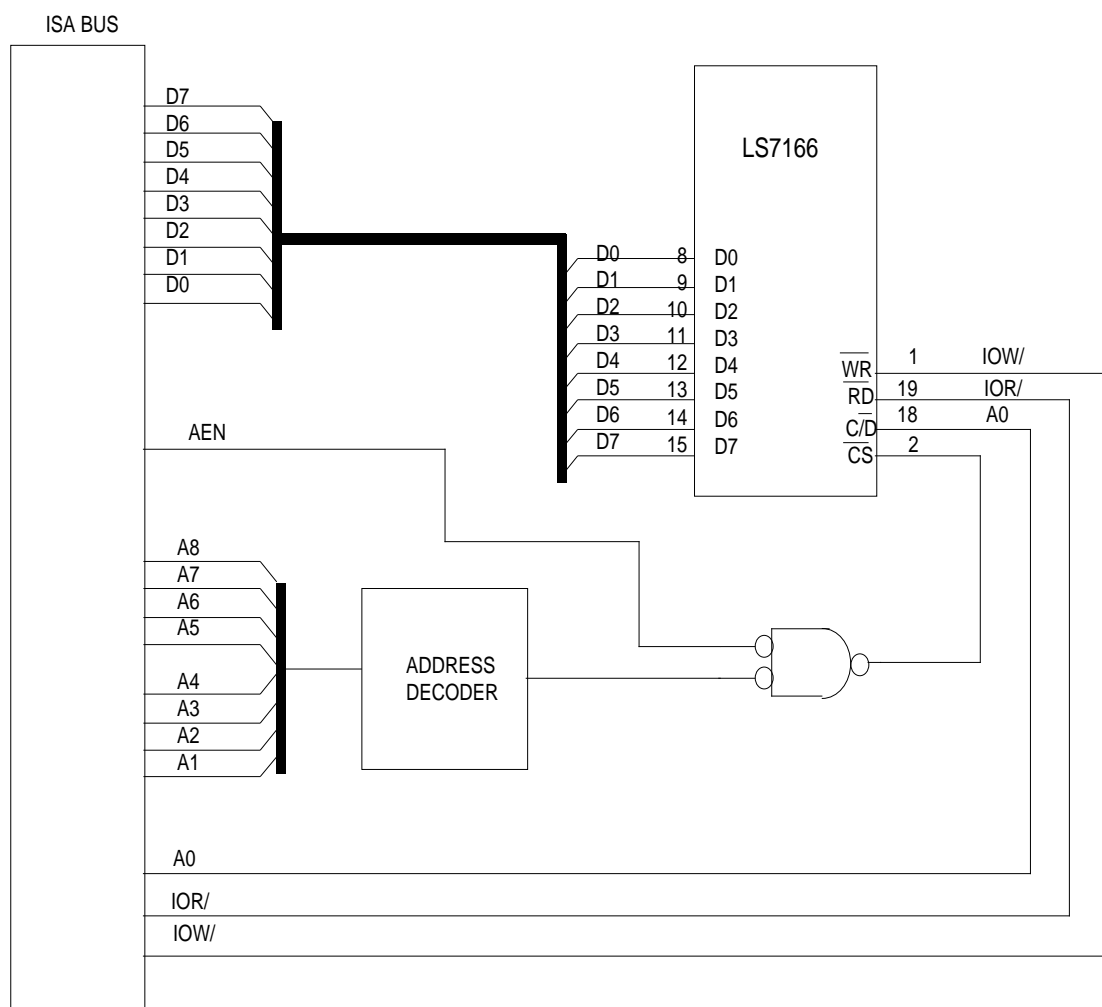 ISA BUS
D7
D6
D5
D4
D3
D2
D1
D0
LS7166
D0 8 D0
D1 9 D1
D2 10 D2
D3 11 D3
D4 12 D4
D5 13 D5
D6 14 D6
D7 15 D7
WR 1 IOW/
RD 19 IOR/
C/D 18 A0
CS 2
AEN
A8
A7
A6
A5
A4
A3
A2
A1
ADDRESS
DECODER
A0
IOR/
IOW/